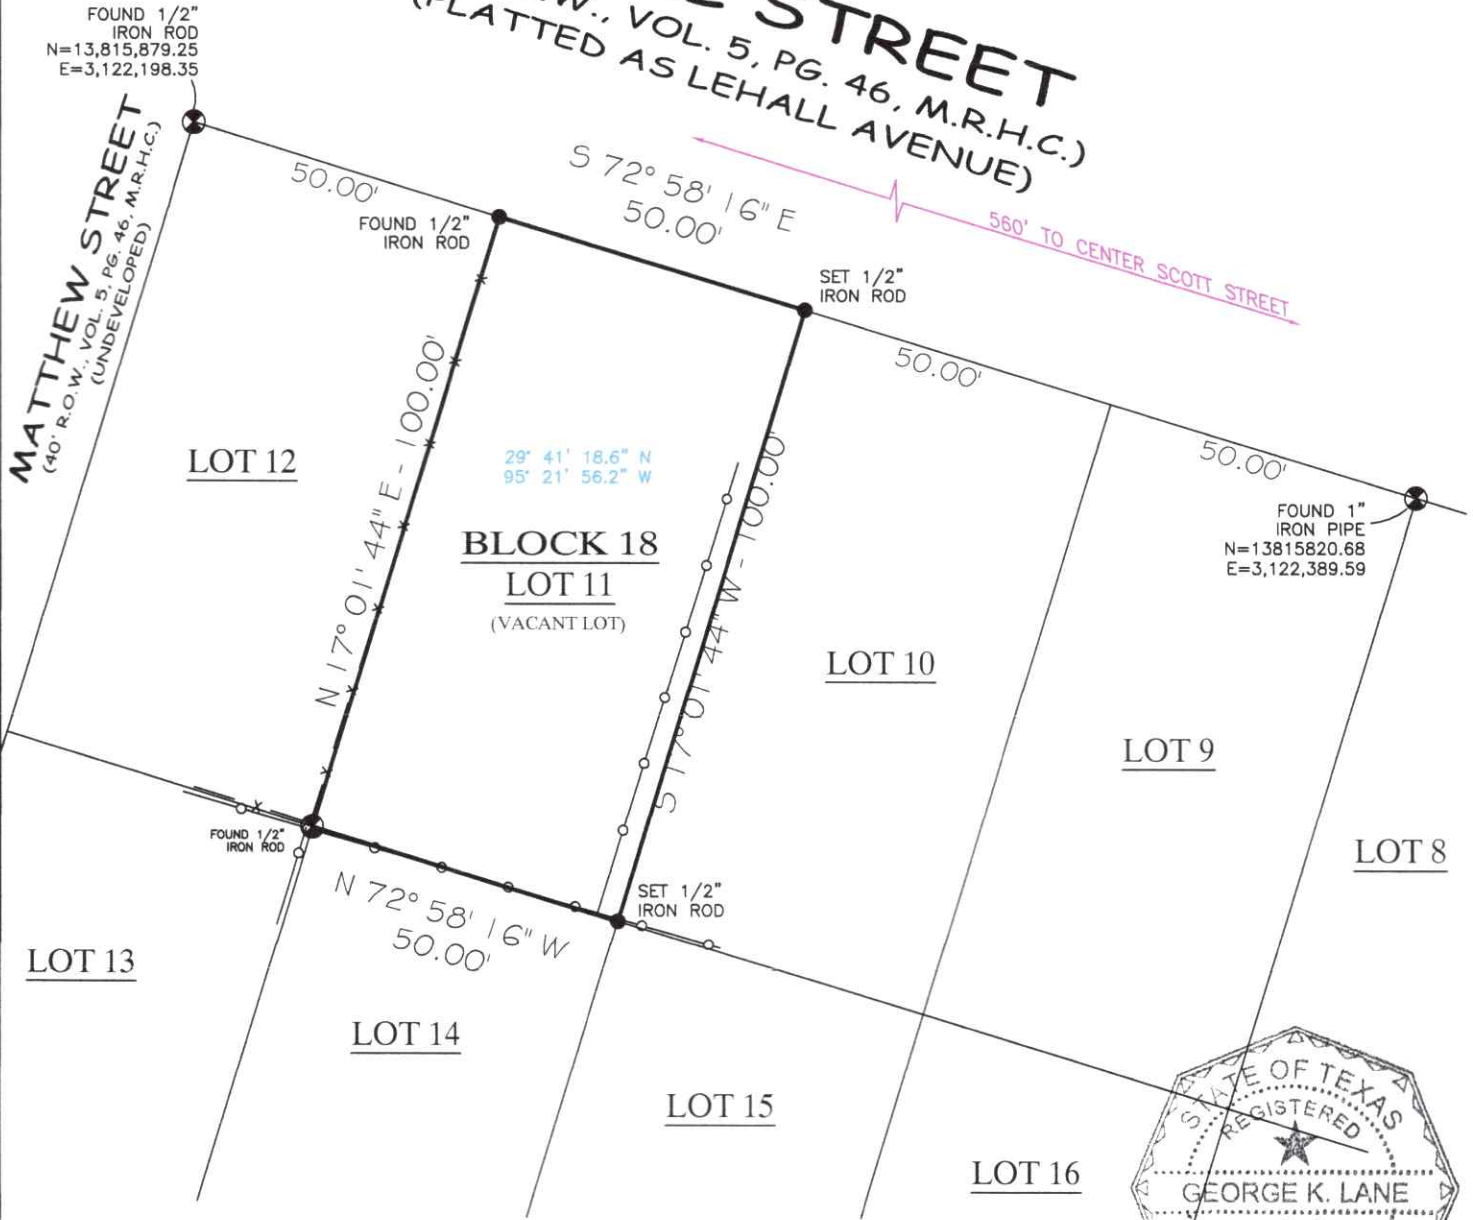 STREET
VOL. 5, PG. 46, M.R.H.C.)
(PLATTED AS LEHALL AVENUE)
FOUND 1/2"
IRON ROD
N=13,815,879.25
E=3,122,198.35
MATTHEW STREET
(40' R.O.W., VOL. 5, PG. 46, M.R.H.C.)
(UNDEVELOPED)
50.00'
S 72° 58' 16" E
50.00'
560' TO CENTER SCOTT STREET
FOUND 1/2"
IRON ROD
SET 1/2"
IRON ROD
50.00'
50.00'
FOUND 1"
IRON PIPE
N=13815820.68
E=3,122,389.59
LOT 12
N 17° 01' 44" E - 100.00'
29° 41' 18.6" N
95° 21' 56.2" W
BLOCK 18
LOT 11
(VACANT LOT)
S 17° 01' 44" W - 100.00'
LOT 10
LOT 9
LOT 8
FOUND 1/2"
IRON ROD
N 72° 58' 16" W
50.00'
SET 1/2"
IRON ROD
LOT 13
LOT 14
LOT 15
LOT 16
STATE OF TEXAS
REGISTERED
GEORGE K. LANE